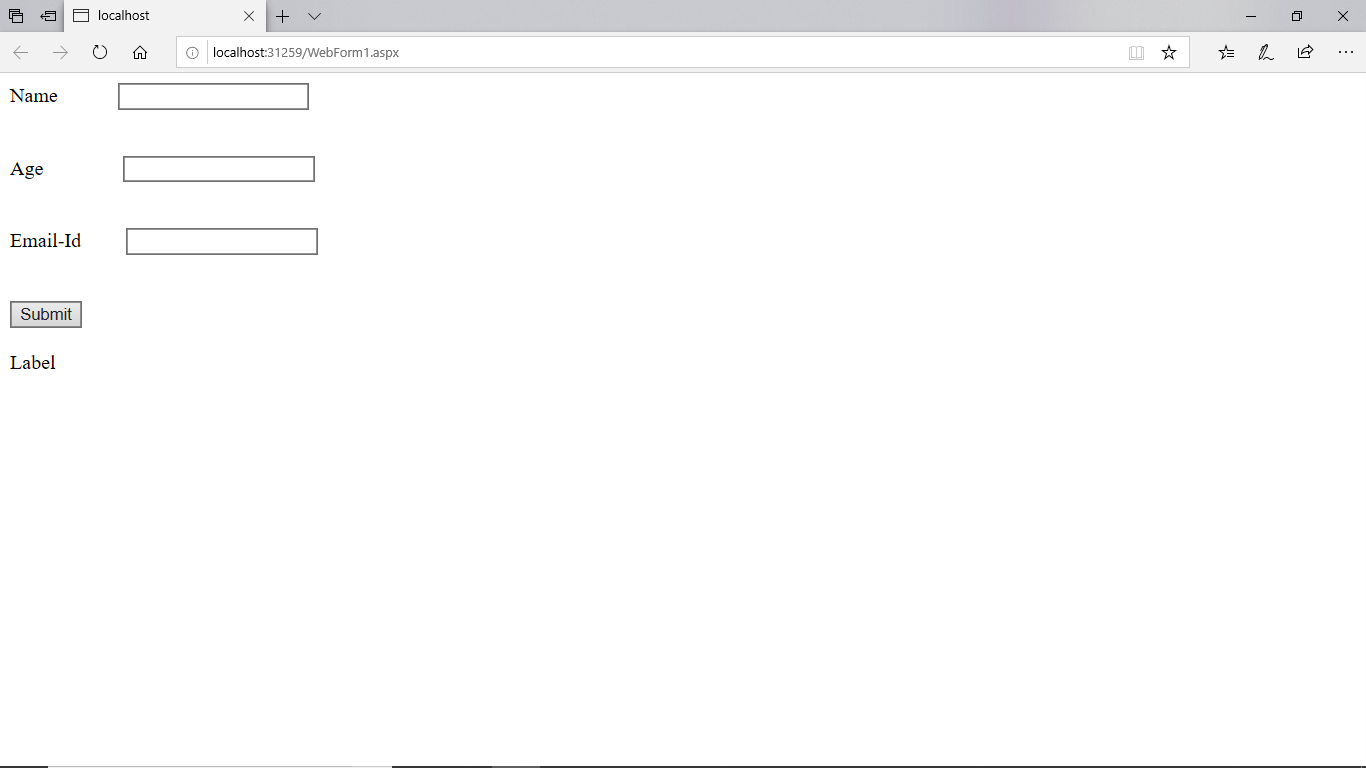 localhost
localhost:31259/WebForm1.aspx
Name
Age
Email-Id
Submit
Label